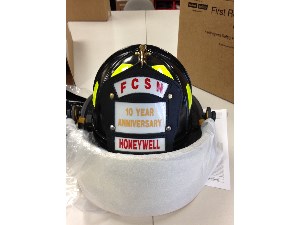 First R
FCSN
10-YEAR
ANNIVERSARY
HONEYWELL